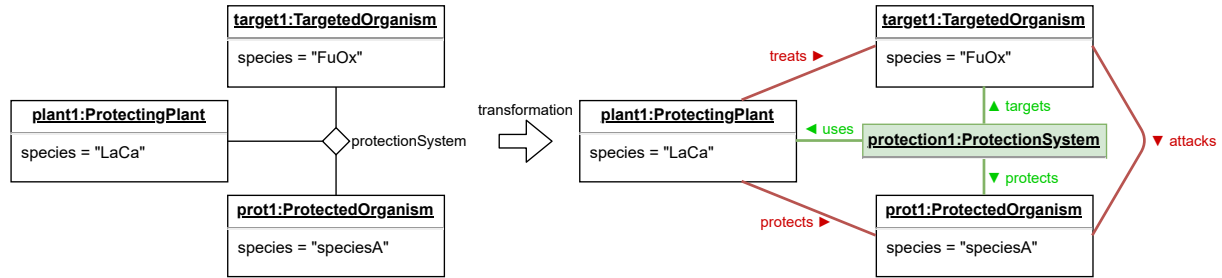 target1:TargetedOrganism
species = "FuOx"
plant1:ProtectingPlant
species = "LaCa"
protectionSystem
prot1:ProtectedOrganism
species = "speciesA"
transformation
target1:TargetedOrganism
species = "FuOx"
treats ►
plant1:ProtectingPlant
species = "LaCa"
▲ targets
◄ uses
protection1:ProtectionSystem
▼ attacks
▼ protects
protects ►
prot1:ProtectedOrganism
species = "speciesA"